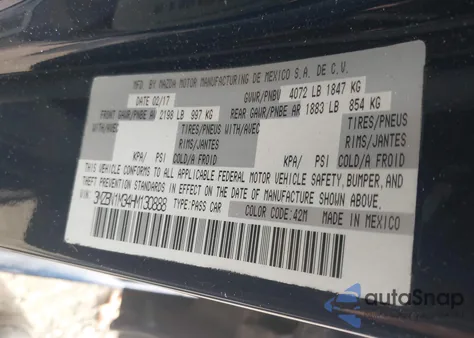 MFD. BY MAZDA MOTOR MANUFACTURING DE MEXICO S.A. DE C.V.
DATE 02/17 GVWR/PNBV 4072 LB 1847 KG
FRONT GAWR/PNBE AV 2198 LB 997 KG REAR GAWR/PNBE AR 1883 LB 854 KG
WITH/AVEC TIRES/PNEUS WITH/AVEC TIRES/PNEUS
RIMS/JANTES RIMS/JANTES
KPA/ PSI COLD/A FROID KPA/ PSI COLD/A FROID
THIS VEHICLE CONFORMS TO ALL APPLICABLE FEDERAL MOTOR VEHICLE SAFETY, BUMPER, AND
THEFT PREVENTION STANDARDS IN EFFECT ON THE DATE OF MANUFACTURE SHOWN ABOVE.
VIN: TYPE: PASS CAR COLOR CODE: 42M MADE IN MEXICO
autoSnap